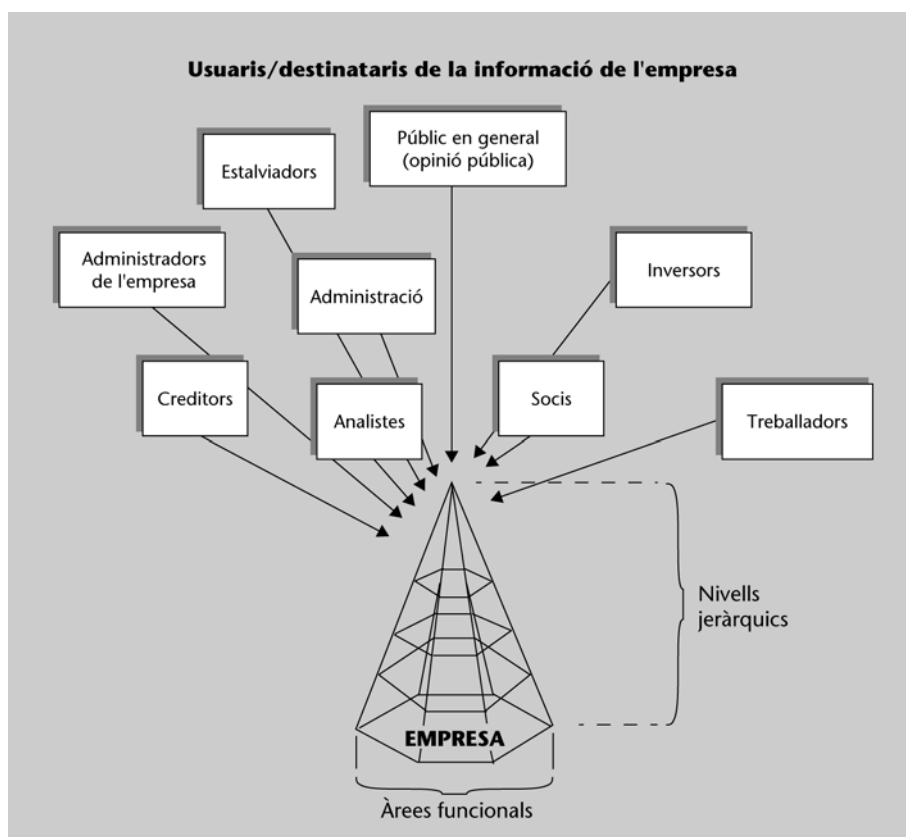 Usuaris/destinataris de la informació de l'empresa
Públic en general
(opinió pública)
Estalviadors
Administradors
de l'empresa
Administració
Inversors
Creditors
Analistes
Socis
Treballadors
Nivells
jeràrquics
EMPRESA
Àrees funcionals